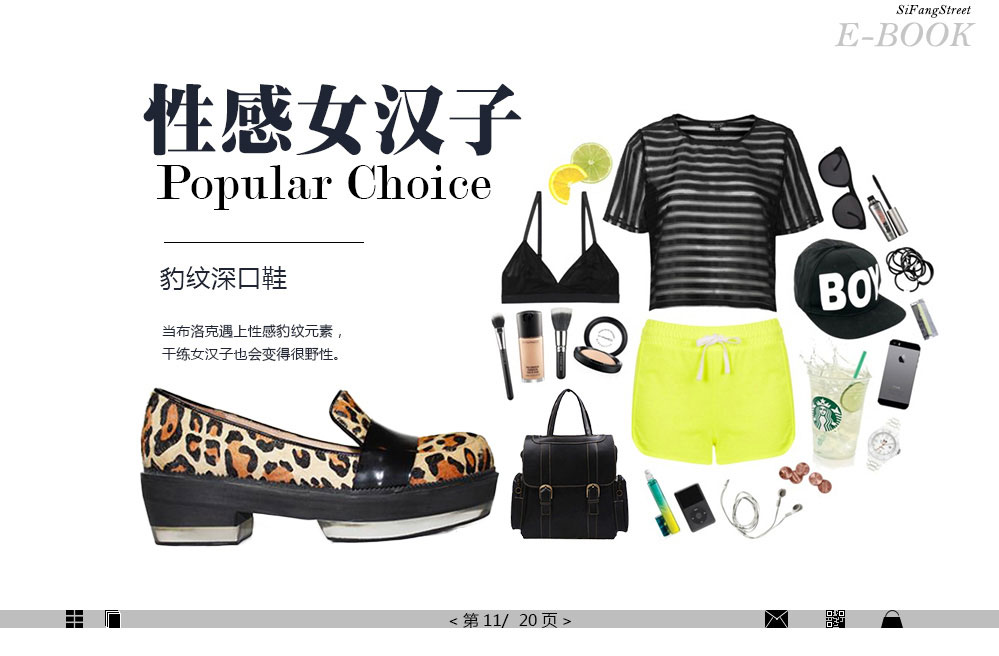 SiFangStreet
E-BOOK
性感女汉子
Popular Choice
豹纹深口鞋
当布洛克遇上性感豹纹元素，
干练女汉子也会变得很野性。
BOY
< 第 11/ 20 页 >